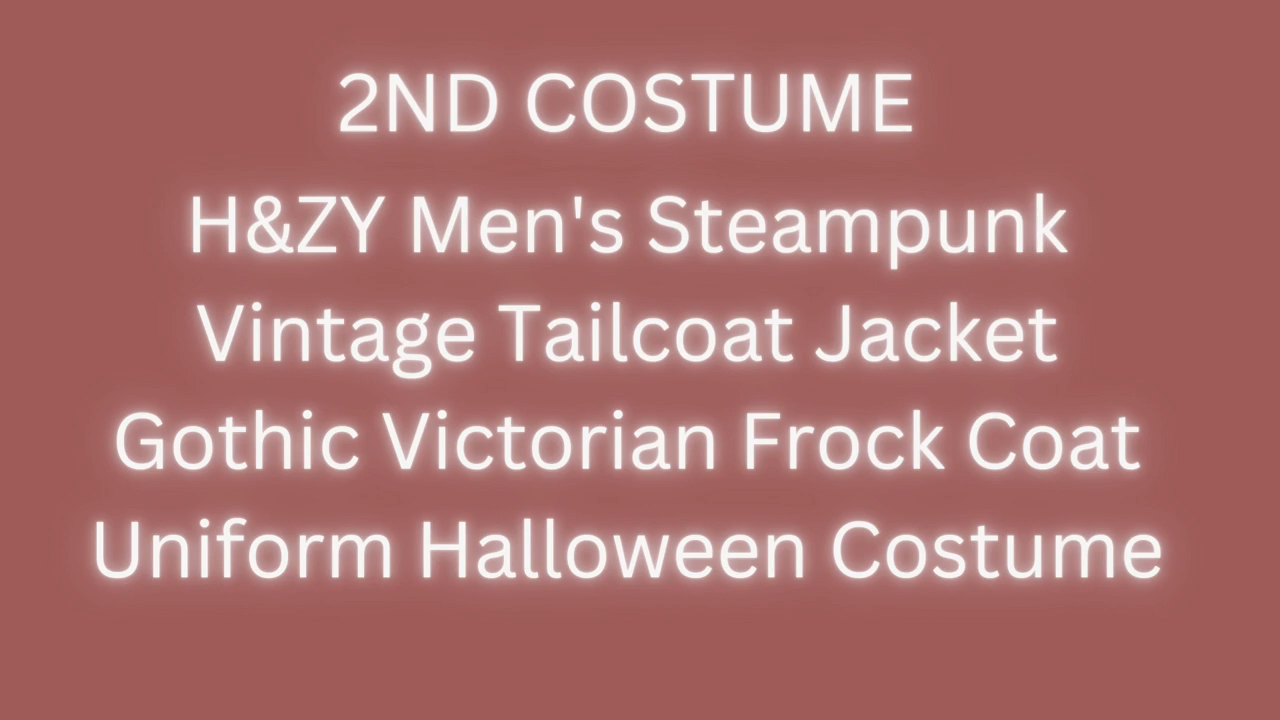 2ND COSTUME
H&ZY Men's Steampunk
Vintage Tailcoat Jacket
Gothic Victorian Frock Coat
Uniform Halloween Costume